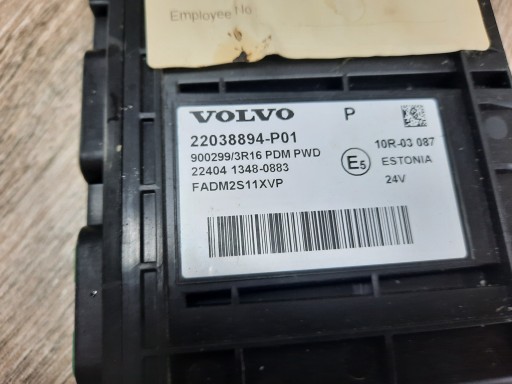 Employee No
VOLVO P
22038894-P01
900299/3R16 PDM PWD
22404 1348-0883
FADM2S11XVP
10R-03 087
E5 ESTONIA
24V